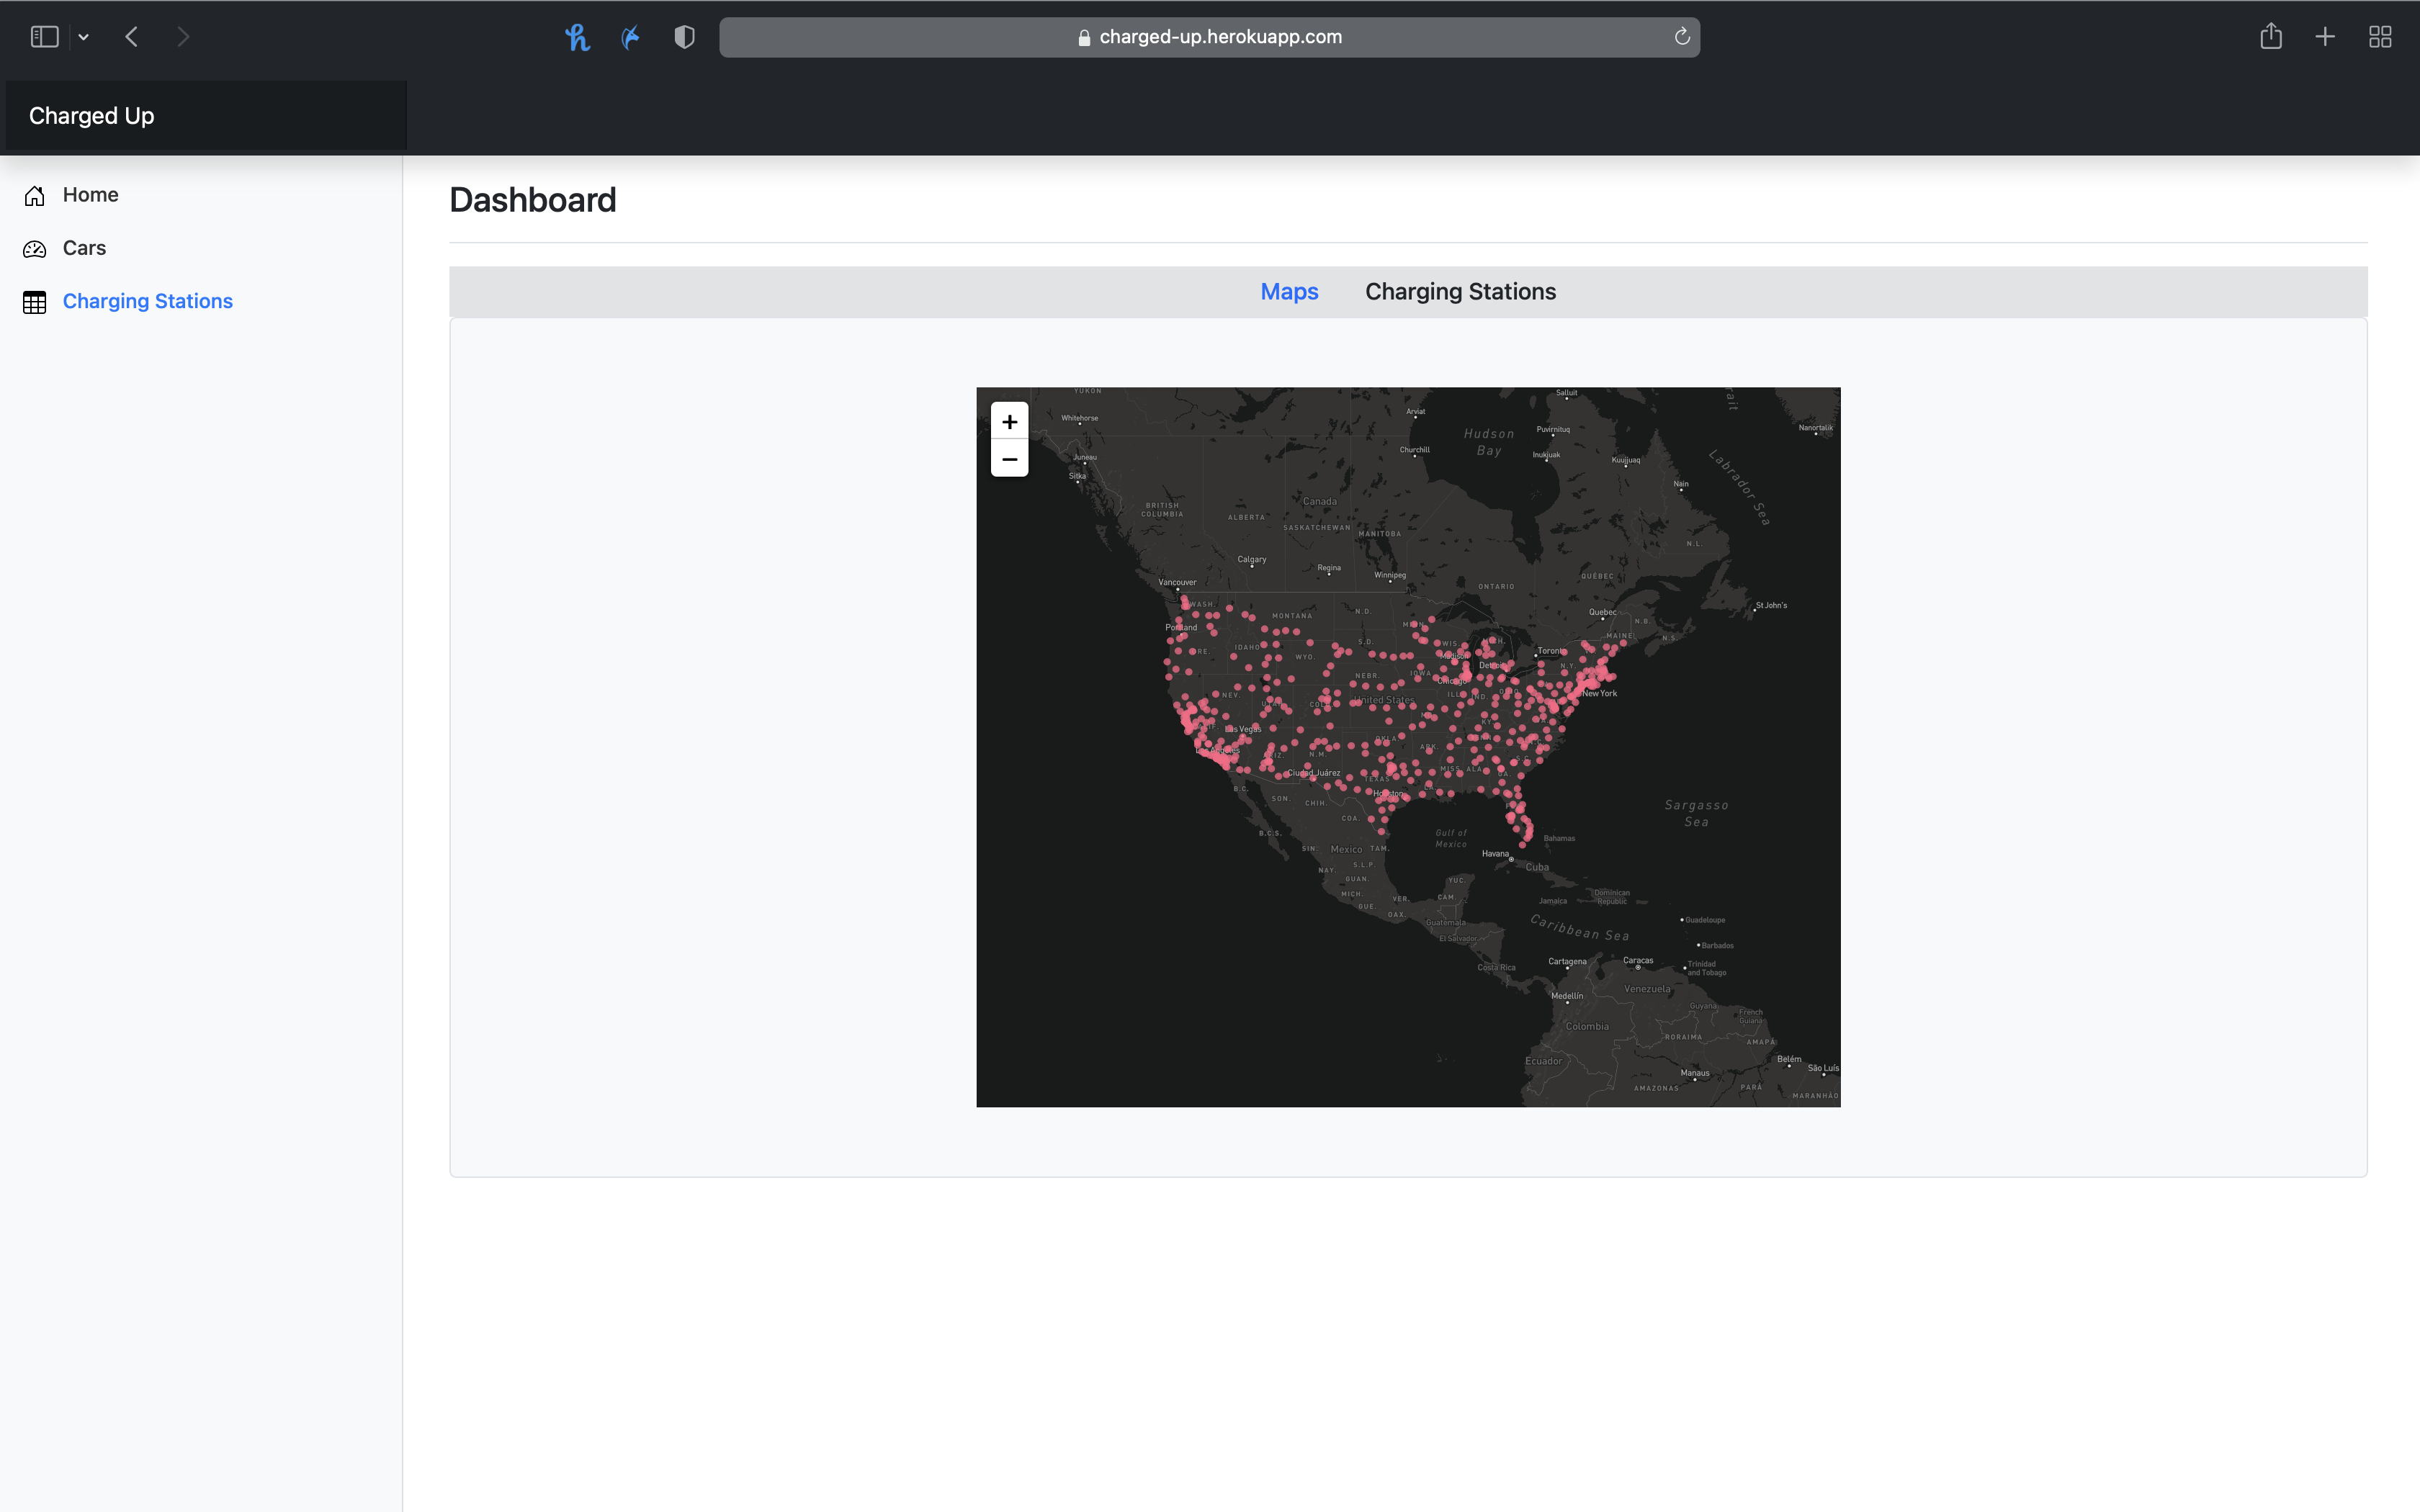 charged-up.herokuapp.com
Charged Up
Home
Cars
Charging Stations
Dashboard
Maps Charging Stations
+
−
YUKON
Whitehorse
Juneau
Sitka
Arviat
Churchill
Hudson
Bay
Salluit
Puvirnituq
Inukjuak
Kuujjuaq
Nain
Nanortalik
Labrador Sea
BRITISH
COLUMBIA
ALBERTA
Canada
SASKATCHEWAN
MANITOBA
N.L.
Calgary
Regina
Winnipeg
ONTARIO
QUÉBEC
Vancouver
WASH.
MONTANA
N.D.
Quebec
N.B.
St John's
MAINE
N.S.
Portland
IDAHO
S.D.
WIS.
MICH.
Toronto
WYO.
Madison
Detroit
N.Y.
NEBR.
IOWA
Chicago
NEV.
United States
ILL.
IND.
OHIO
New York
COLO.
KY.
Las Vegas
Los Angeles
ARIZ.
N.M.
OKLA.
ARK.
MISS.
ALA.
GA.
S.C.
Ciudad Juárez
TEXAS
Houston
B.C.
SON.
CHIH.
COA.
B.C.S.
SIN.
Mexico
TAM.
Gulf of
Mexico
Bahamas
Sargasso
Sea
Havana
Cuba
S.L.P.
NAY.
GUAN.
MICH.
GUE.
VER.
OAX.
YUC.
CAM.
Jamaica
Dominican
Republic
Guatemala
El Salvador
Caribbean Sea
Guadeloupe
Barbados
Costa Rica
Cartagena
Caracas
Trinidad
and Tobago
Medellín
Venezuela
Guyana
French
Guiana
Colombia
RORAIMA
AMAPÁ
Ecuador
Belém
Manaus
São Luís
AMAZONAS
PARÁ
MARANHÃO